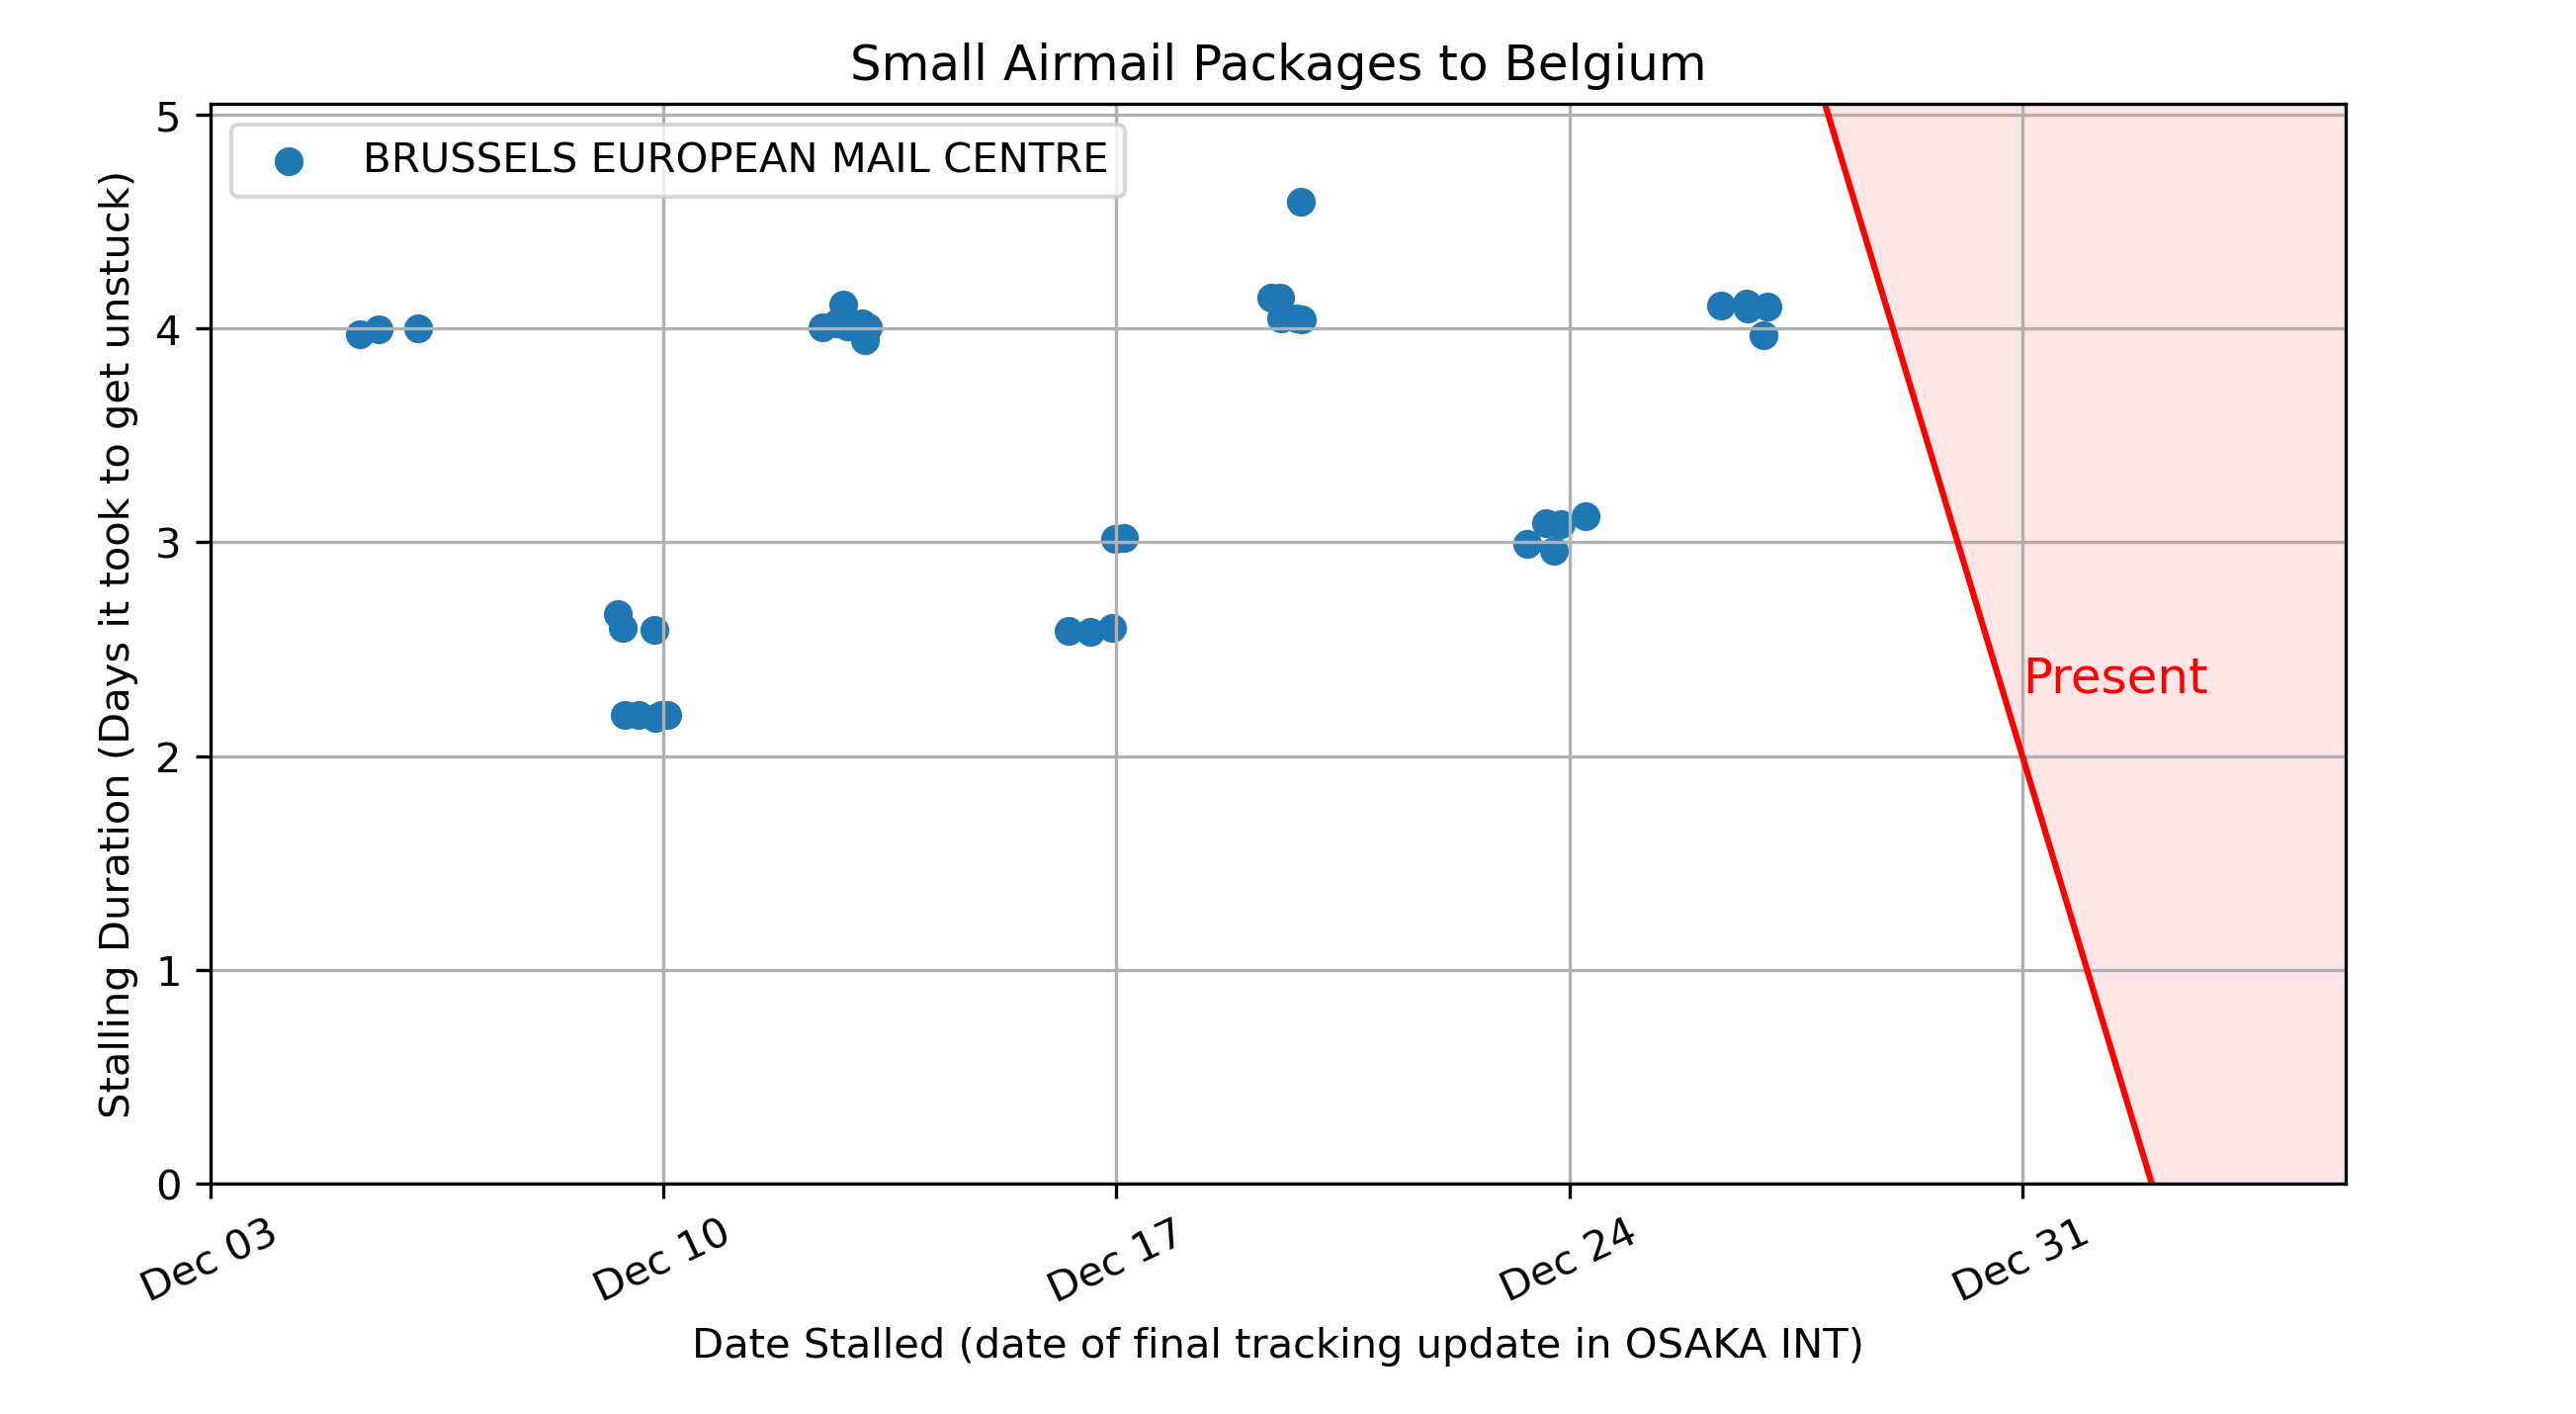 Small Airmail Packages to Belgium
BRUSSELS EUROPEAN MAIL CENTRE
Stalling Duration (Days it took to get unstuck)
5
4
3
2
1
0
Present
Dec 03
Dec 10
Dec 17
Dec 24
Dec 31
Date Stalled (date of final tracking update in OSAKA INT)